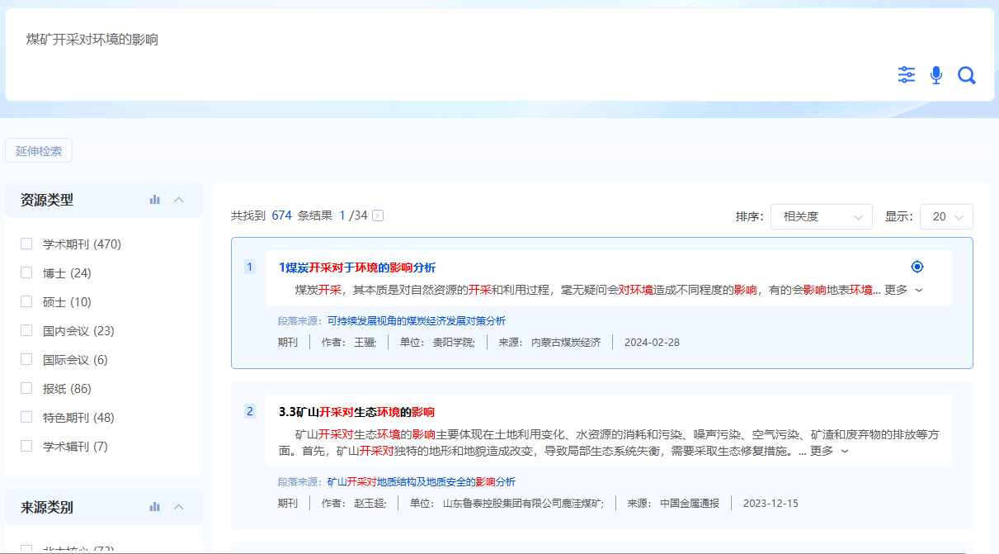 煤矿开采对环境的影响
延伸检索
资源类型
学术期刊 (470)
博士 (24)
硕士 (10)
国内会议 (23)
国际会议 (6)
报纸 (86)
特色期刊 (48)
学术辑刊 (7)
来源类别
共找到 674 条结果 1 /34
排序： 相关度 显示： 20
1 1煤炭开采对于环境的影响分析
煤炭开采，其本质是对自然资源的开采和利用过程，毫无疑问会对环境造成不同程度的影响，有的会影响地表环境... 更多
段落来源：可持续发展视角的煤炭经济发展对策分析
期刊 作者： 王骊; 单位： 贵阳学院; 来源： 内蒙古煤炭经济 2024-02-28
2 3.3矿山开采对生态环境的影响
矿山开采对生态环境的影响主要体现在土地利用变化、水资源的消耗和污染、噪声污染、空气污染、矿渣和废弃物的排放等方
面。首先，矿山开采对独特的地形和地貌造成改变，导致局部生态系统失衡，需要采取生态修复措施。... 更多
段落来源：矿山开采对地质结构及地质安全的影响分析
期刊 作者： 赵玉超; 单位： 山东鲁泰控股集团有限公司鹿洼煤矿; 来源： 中国金属通报 2023-12-15